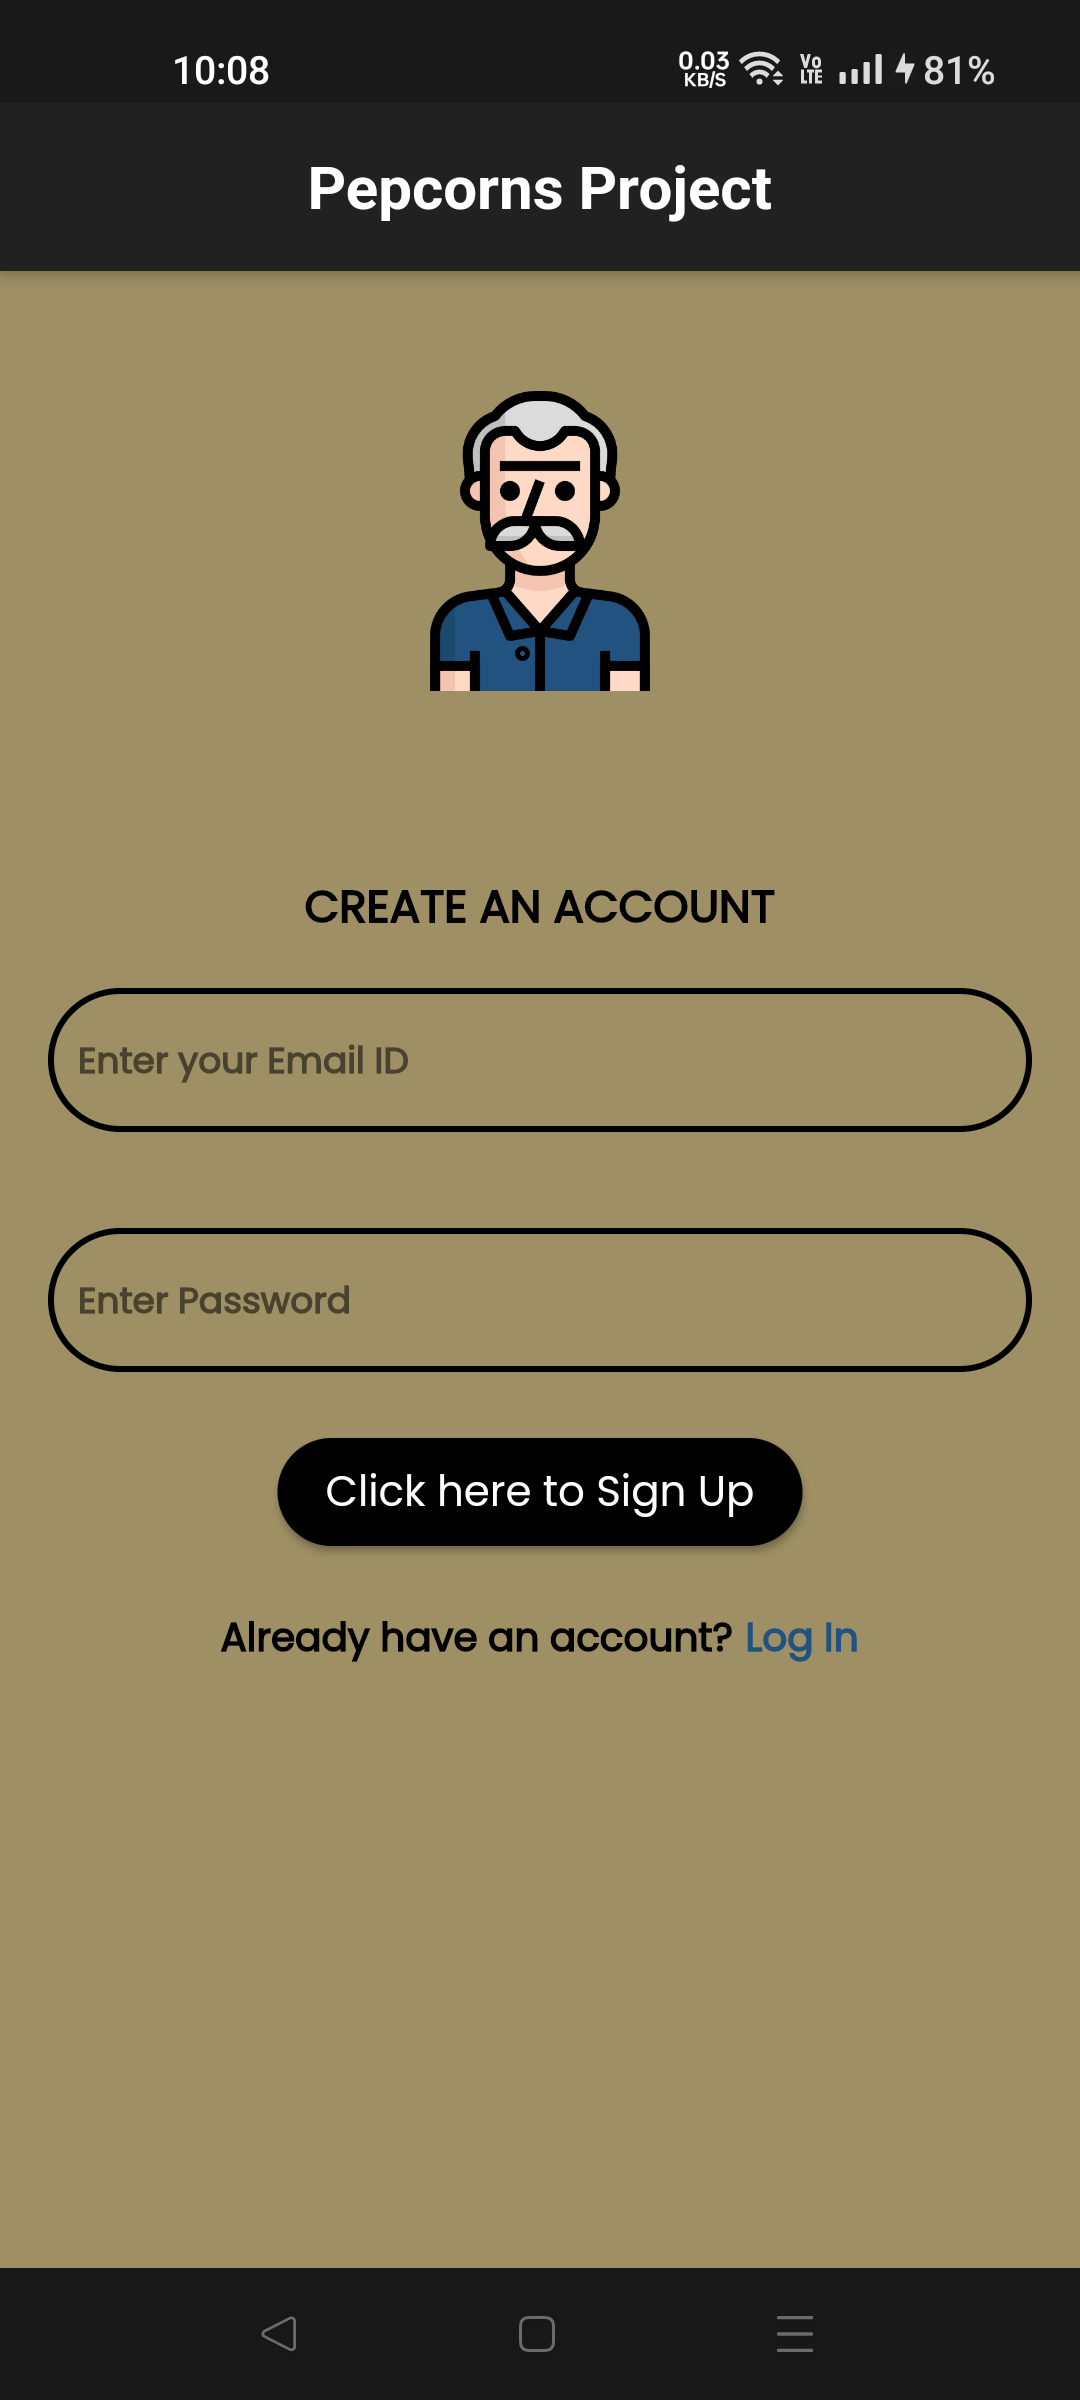 10:08
0.03
KB/S
Vo
LTE
81%
Pepcorns Project
CREATE AN ACCOUNT
Enter your Email ID
Enter Password
Click here to Sign Up
Already have an account? Log In